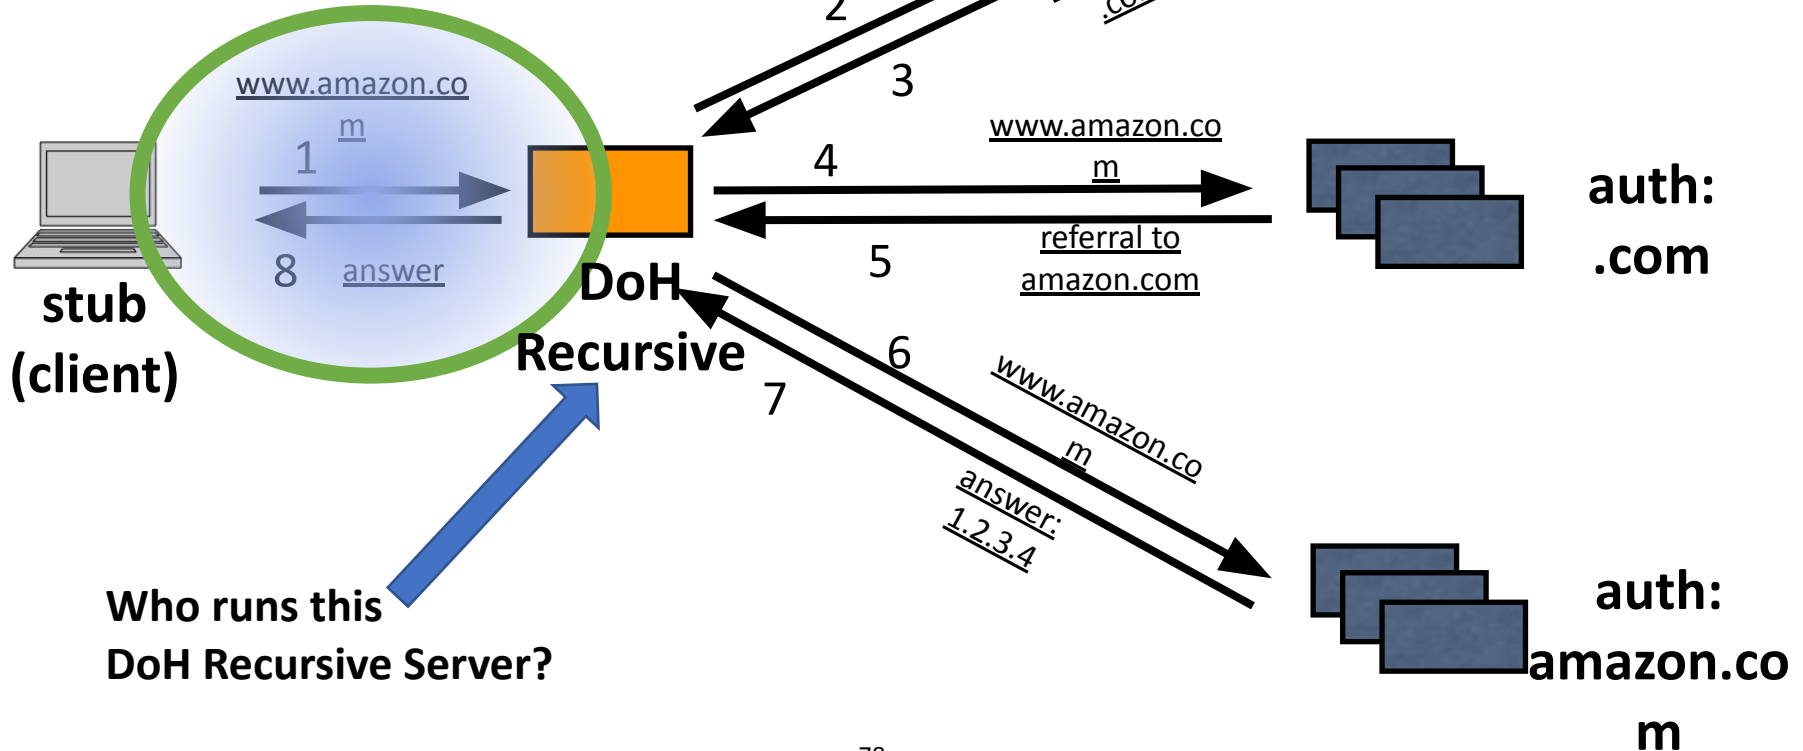 2
.co
3
www.amazon.co
m
1
8
answer
stub
(client)
DoH
Recursive
4
www.amazon.co
m
5
referral to
amazon.com
auth:
.com
6
7
www.amazon.co
m
answer:
1.2.3.4
Who runs this
DoH Recursive Server?
auth:
amazon.co
m